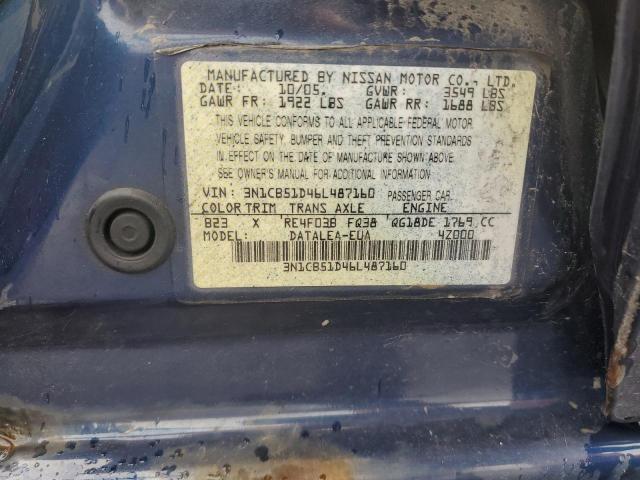 MANUFACTURED BY NISSAN MOTOR CO., LTD.
DATE: 10/05. GVWR: 3549 LBS
GAWR FR: 1922 LBS GAWR RR: 1688 LBS
THIS VEHICLE CONFORMS TO ALL APPLICABLE FEDERAL MOTOR
VEHICLE SAFETY, BUMPER AND THEFT PREVENTION STANDARDS
IN EFFECT ON THE DATE OF MANUFACTURE SHOWN ABOVE.
SEE OWNER'S MANUAL FOR ADDITIONAL INFORMATION
VIN: 3N1CB51D46L487160 PASSENGER CAR.
COLOR TRIM TRANS AXLE ENGINE
B23 X RE4F03B FQ38 QG18DE 1769 CC
MODEL: DATALEA-EUA 4Z000
3N1CB51D46L487160